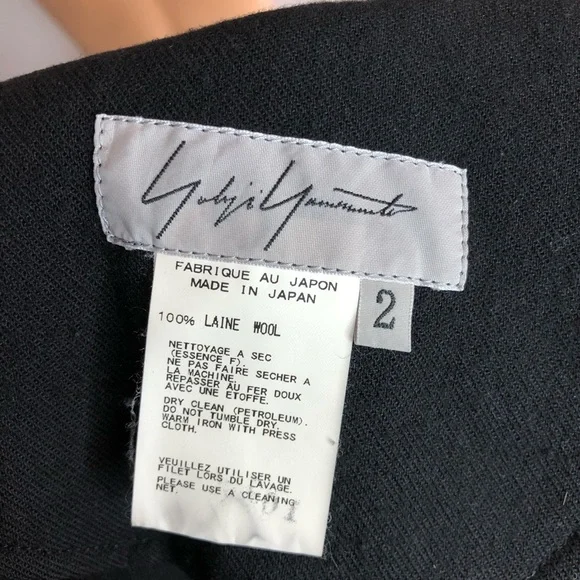 Yohji Yamamoto
FABRIQUE AU JAPON
MADE IN JAPAN
2
100% LAINE WOOL
NETTOYAGE A SEC
(ESSENCE F).
NE PAS FAIRE SECHER A
LA MACHINE.
REPASSER AU FER DOUX
AVEC UNE ETOFFE.
DRY CLEAN (PETROLEUM).
DO NOT TUMBLE DRY.
WARM IRON WITH PRESS
CLOTH.
VEUILLEZ UTILISER UN
FILET LORS DU LAVAGE.
PLEASE USE A CLEANING
NET.